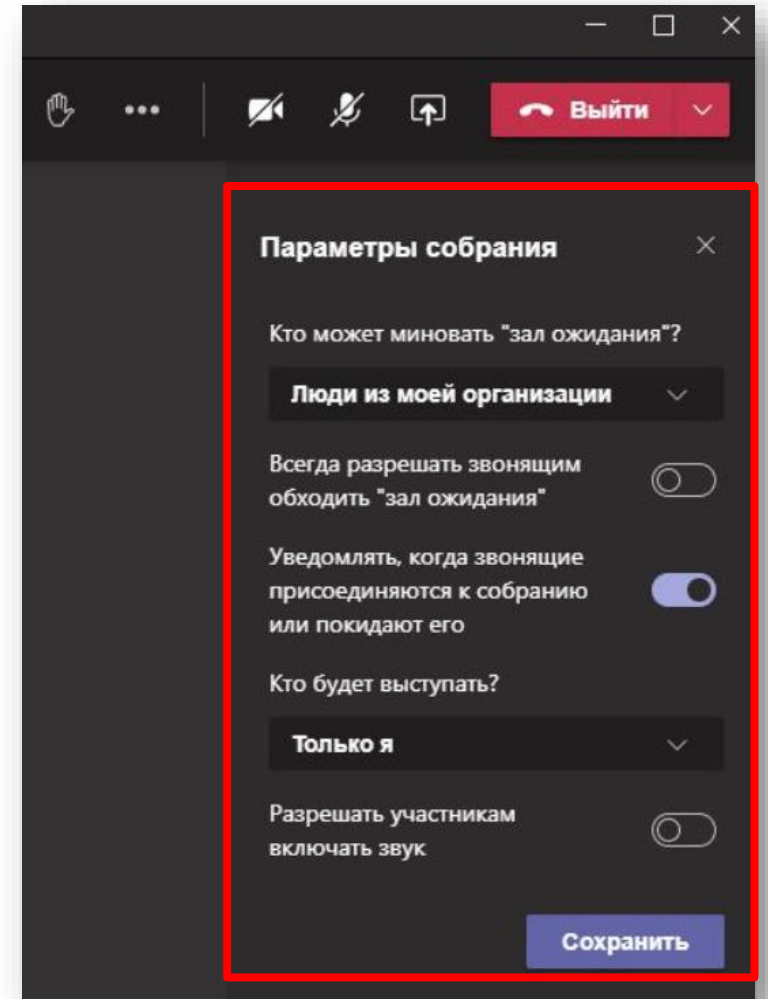 Выйти
Параметры собрания
Кто может миновать "зал ожидания"?
Люди из моей организации
Всегда разрешать звонящим
обходить "зал ожидания"
Уведомлять, когда звонящие
присоединяются к собранию
или покидают его
Кто будет выступать?
Только я
Разрешать участникам
включать звук
Сохранить